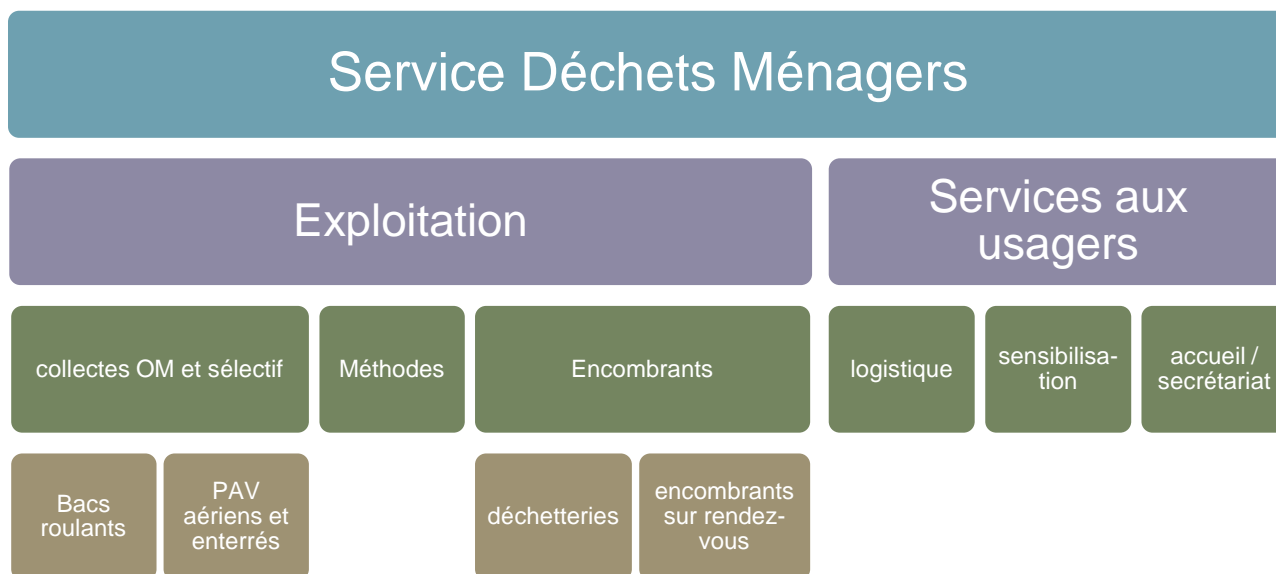 Service Déchets Ménagers
Exploitation
Services aux
usagers
collectes OM et sélectif
Méthodes
Encombrants
logistique
sensibilisa-
tion
accueil /
secrétariat
Bacs
roulants
PAV
aériens et
enterrés
déchetteries
encombrants
sur rendez-
vous